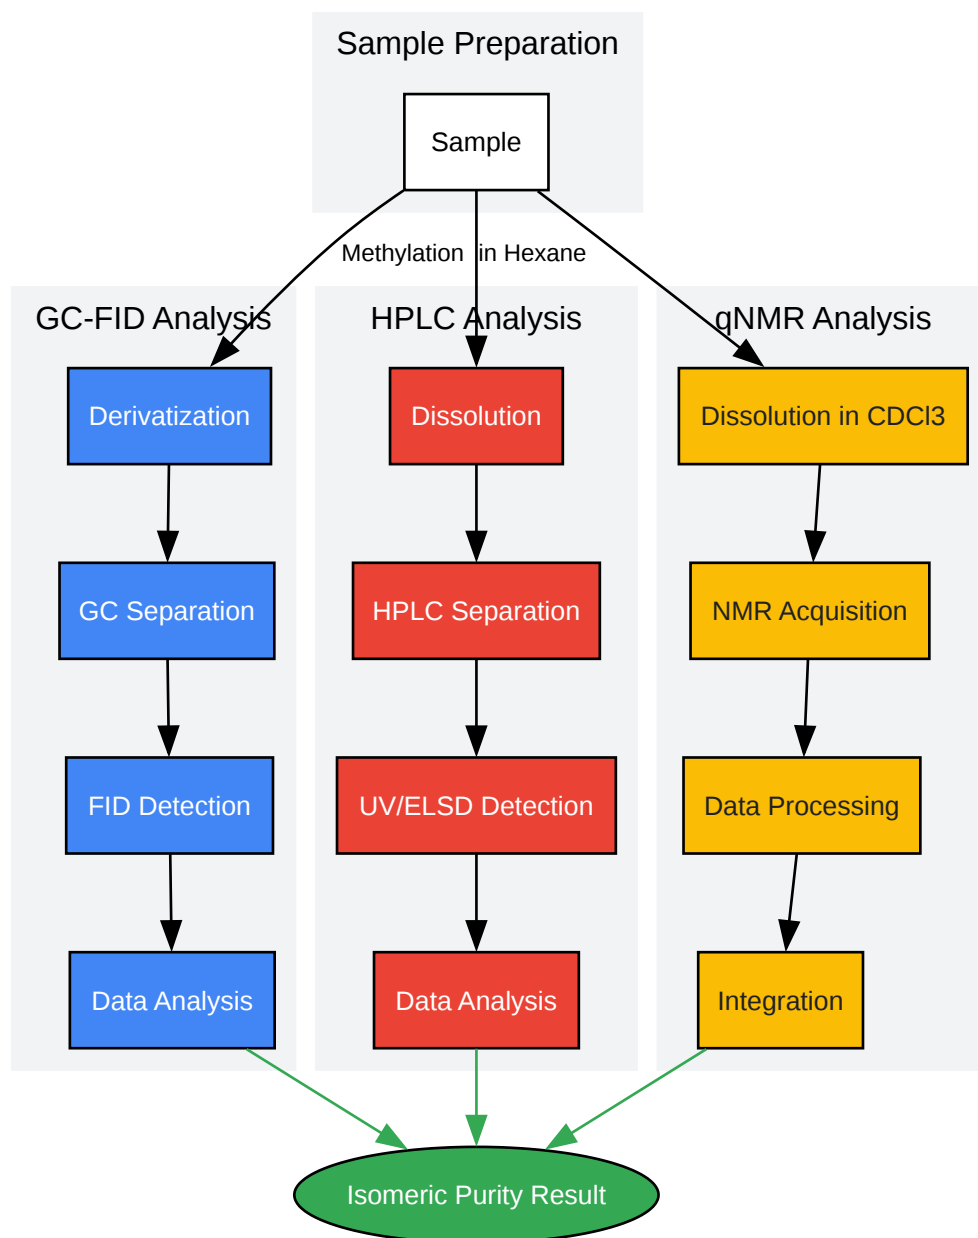 Sample Preparation
Sample
Methylation
in Hexane
GC-FID Analysis
HPLC Analysis
qNMR Analysis
Derivatization
Dissolution
Dissolution in CDCl3
GC Separation
HPLC Separation
NMR Acquisition
FID Detection
UV/ELSD Detection
Data Processing
Data Analysis
Data Analysis
Integration
Isomeric Purity Result